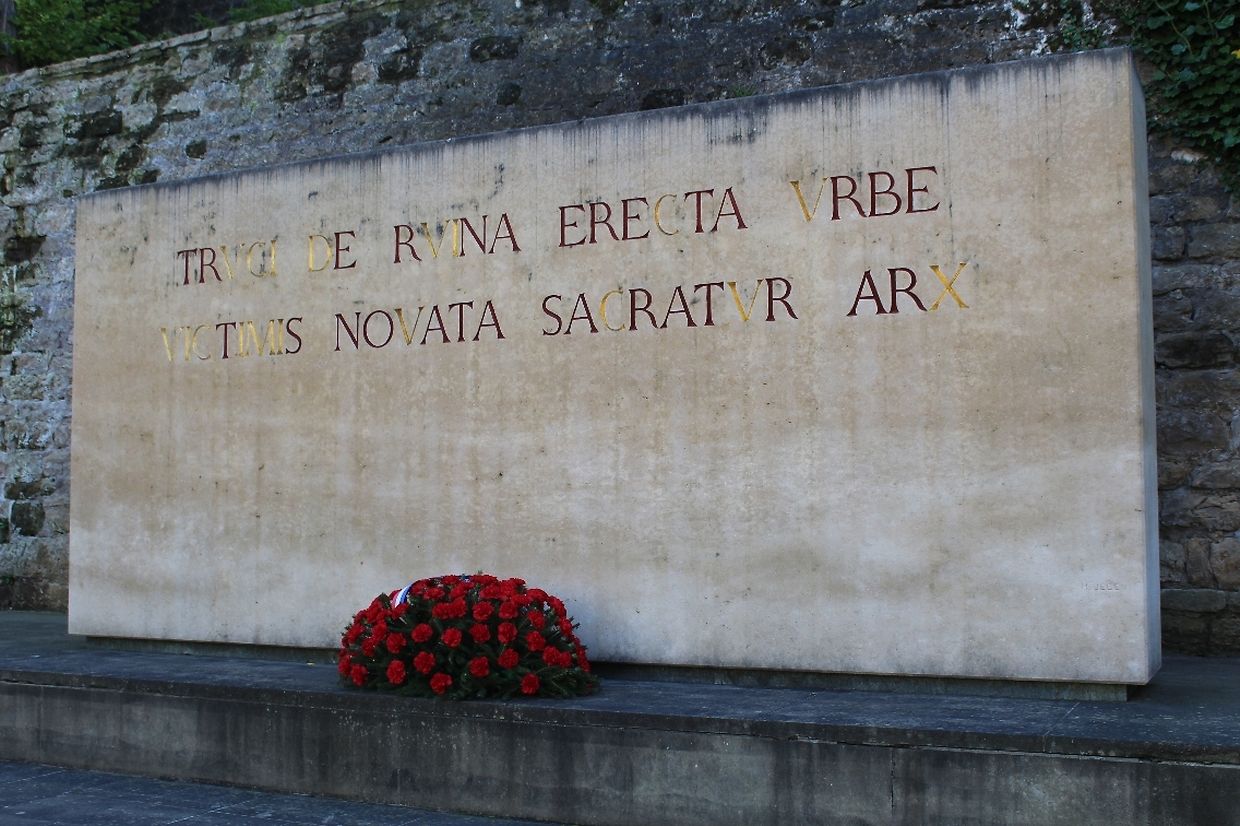 TRVCI DE RVINA ERECTA VRBE
VICTIMIS NOVATA SACRATVR ARX